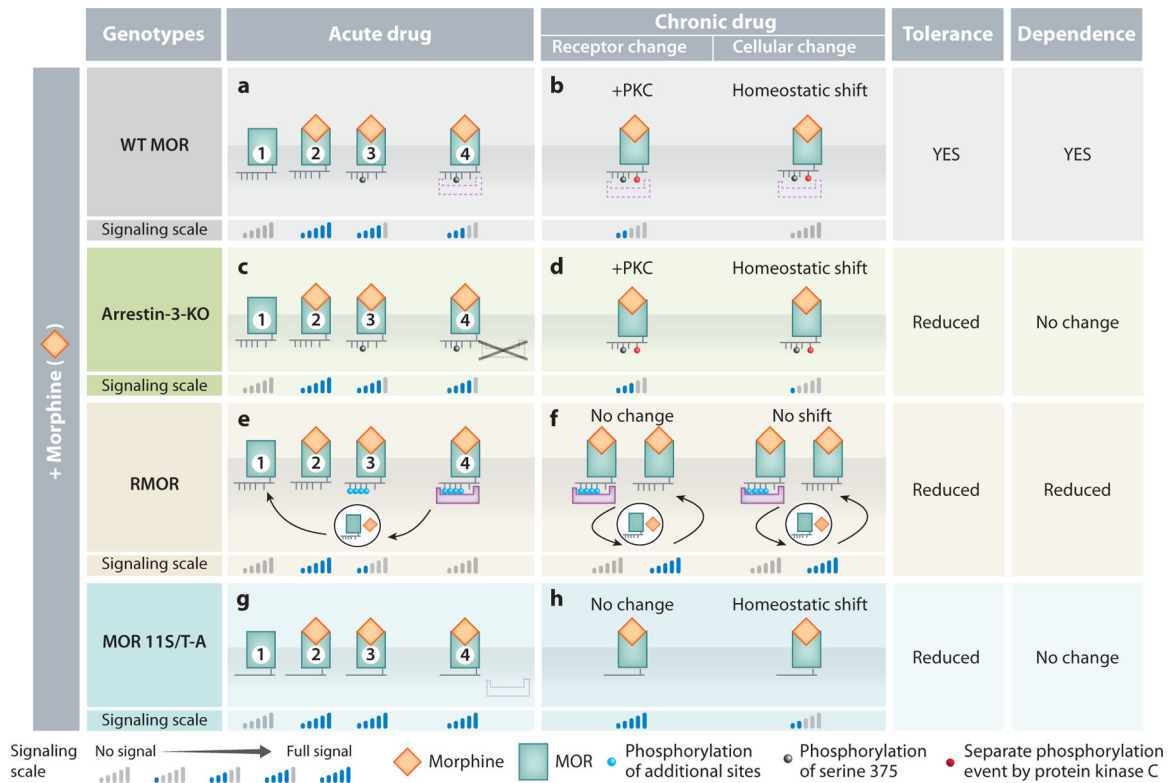 Genotypes
Acute drug
Chronic drug
Receptor change
Cellular change
Tolerance
Dependence
+ Morphine ( )
WT MOR
a
1
2
3
4
b
+PKC
Homeostatic shift
YES
YES
Signaling scale
Arrestin-3-KO
c
1
2
3
4
d
+PKC
Homeostatic shift
Reduced
No change
Signaling scale
RMOR
e
1
2
3
4
f
No change
No shift
Reduced
Reduced
Signaling scale
MOR 11S/T-A
g
1
2
3
4
h
No change
Homeostatic shift
Reduced
No change
Signaling scale
Signaling
scale
No signal
Full signal
Morphine
MOR
Phosphorylation
of additional sites
Phosphorylation
of serine 375
Separate phosphorylation
event by protein kinase C